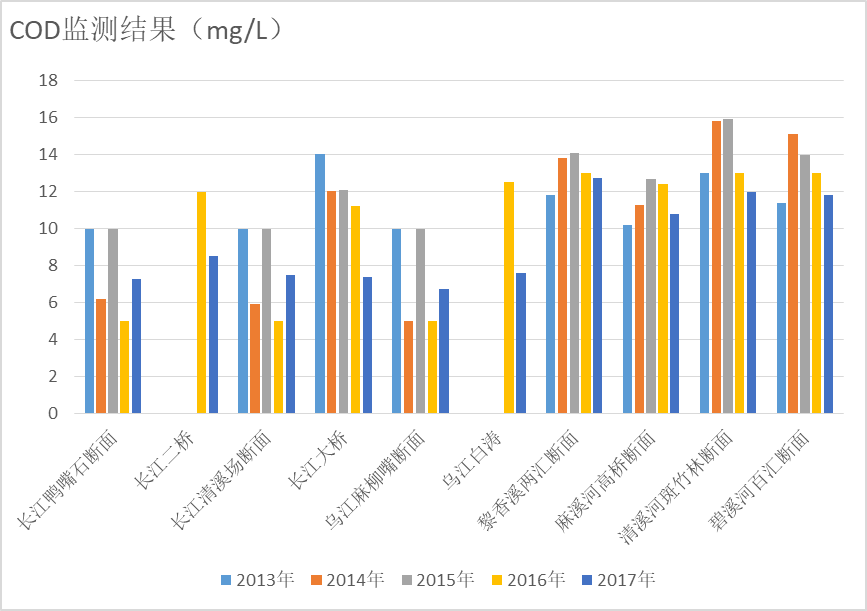 COD监测结果（mg/L）
18
16
14
12
10
8
6
4
2
0
长江鸭嘴石断面
长江二桥
长江清溪场断面
长江大桥
乌江麻柳嘴断面
乌江白涛
黎香溪两汇断面
麻溪河高桥断面
清溪河斑竹林断面
碧溪河百汇断面
2013年 2014年 2015年 2016年 2017年